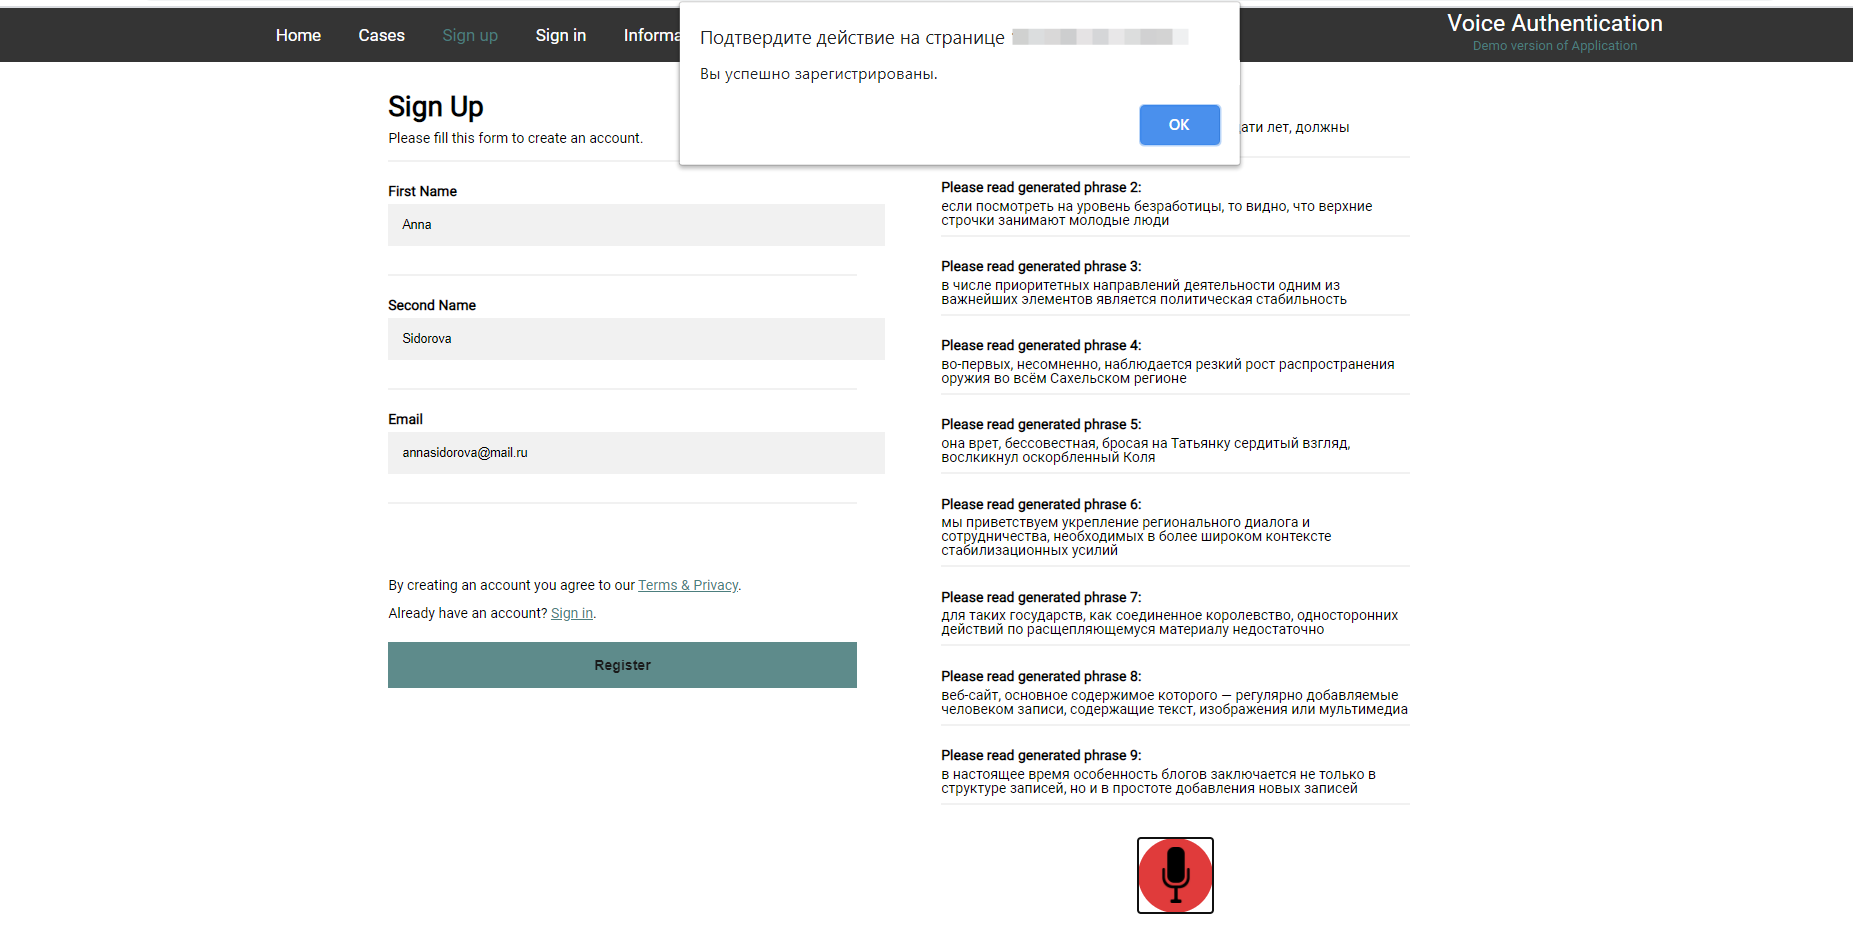 Home Cases Sign up Sign in Informa
Voice Authentication
Demo version of Application
Подтвердите действие на странице
Вы успешно зарегистрированы.
OK
Sign Up
Please fill this form to create an account.
First Name
Anna
Second Name
Sidorova
Email
annasidorova@mail.ru
By creating an account you agree to our Terms & Privacy.
Already have an account? Sign in.
Register
ати лет, должны
Please read generated phrase 2:
если посмотреть на уровень безработицы, то видно, что верхние
строчки занимают молодые люди
Please read generated phrase 3:
в числе приоритетных направлений деятельности одним из
важнейших элементов является политическая стабильность
Please read generated phrase 4:
во-первых, несомненно, наблюдается резкий рост распространения
оружия во всём Сахельском регионе
Please read generated phrase 5:
она врет, бессовестная, бросая на Татьянку сердитый взгляд,
вослкикнул оскорбленный Коля
Please read generated phrase 6:
мы приветствуем укрепление регионального диалога и
сотрудничества, необходимых в более широком контексте
стабилизационных усилий
Please read generated phrase 7:
для таких государств, как соединенное королевство, односторонних
действий по расщепляющемуся материалу недостаточно
Please read generated phrase 8:
веб-сайт, основное содержимое которого — регулярно добавляемые
человеком записи, содержащие текст, изображения или мультимедиа
Please read generated phrase 9:
в настоящее время особенность блогов заключается не только в
структуре записей, но и в простоте добавления новых записей